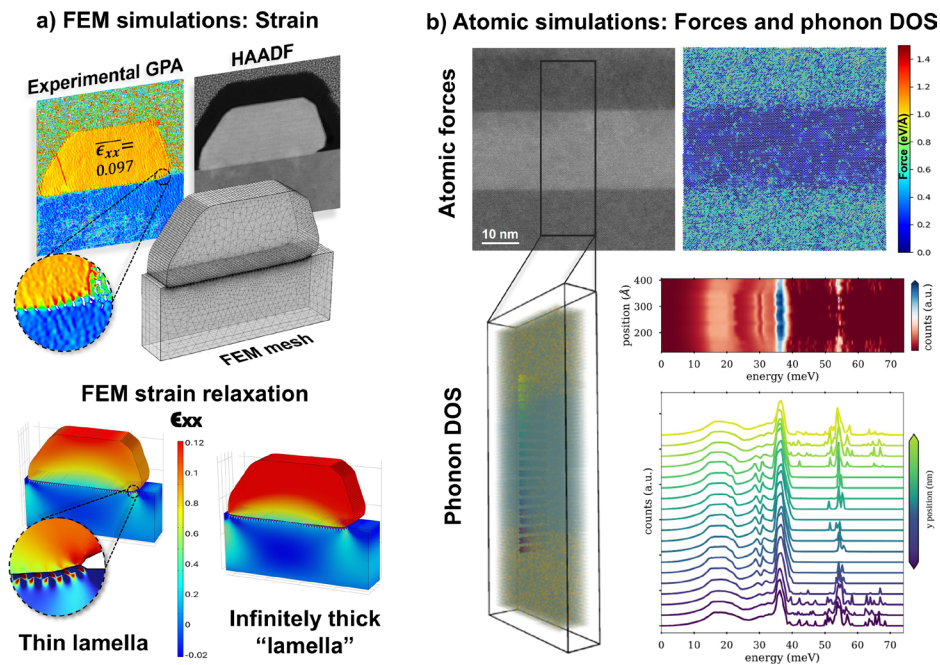 a) FEM simulations: Strain
Experimental GPA
HAADF
ϵxx =
0.097
FEM mesh
FEM strain relaxation
ϵxx
0.12
0.1
0.08
0.06
0.04
0.02
0
-0.02
Thin lamella
Infinitely thick
“lamella”
b) Atomic simulations: Forces and phonon DOS
Atomic forces
10 nm
1.4
1.2
1.0
0.8
0.6
0.4
0.2
0.0
Force (eV/A)
Phonon DOS
position (Å)
400
300
200
0 10 20 30 40 50 60 70
energy (meV)
counts (a.u.)
counts (a.u.)
0 10 20 30 40 50 60 70
energy (meV)
y position (nm)